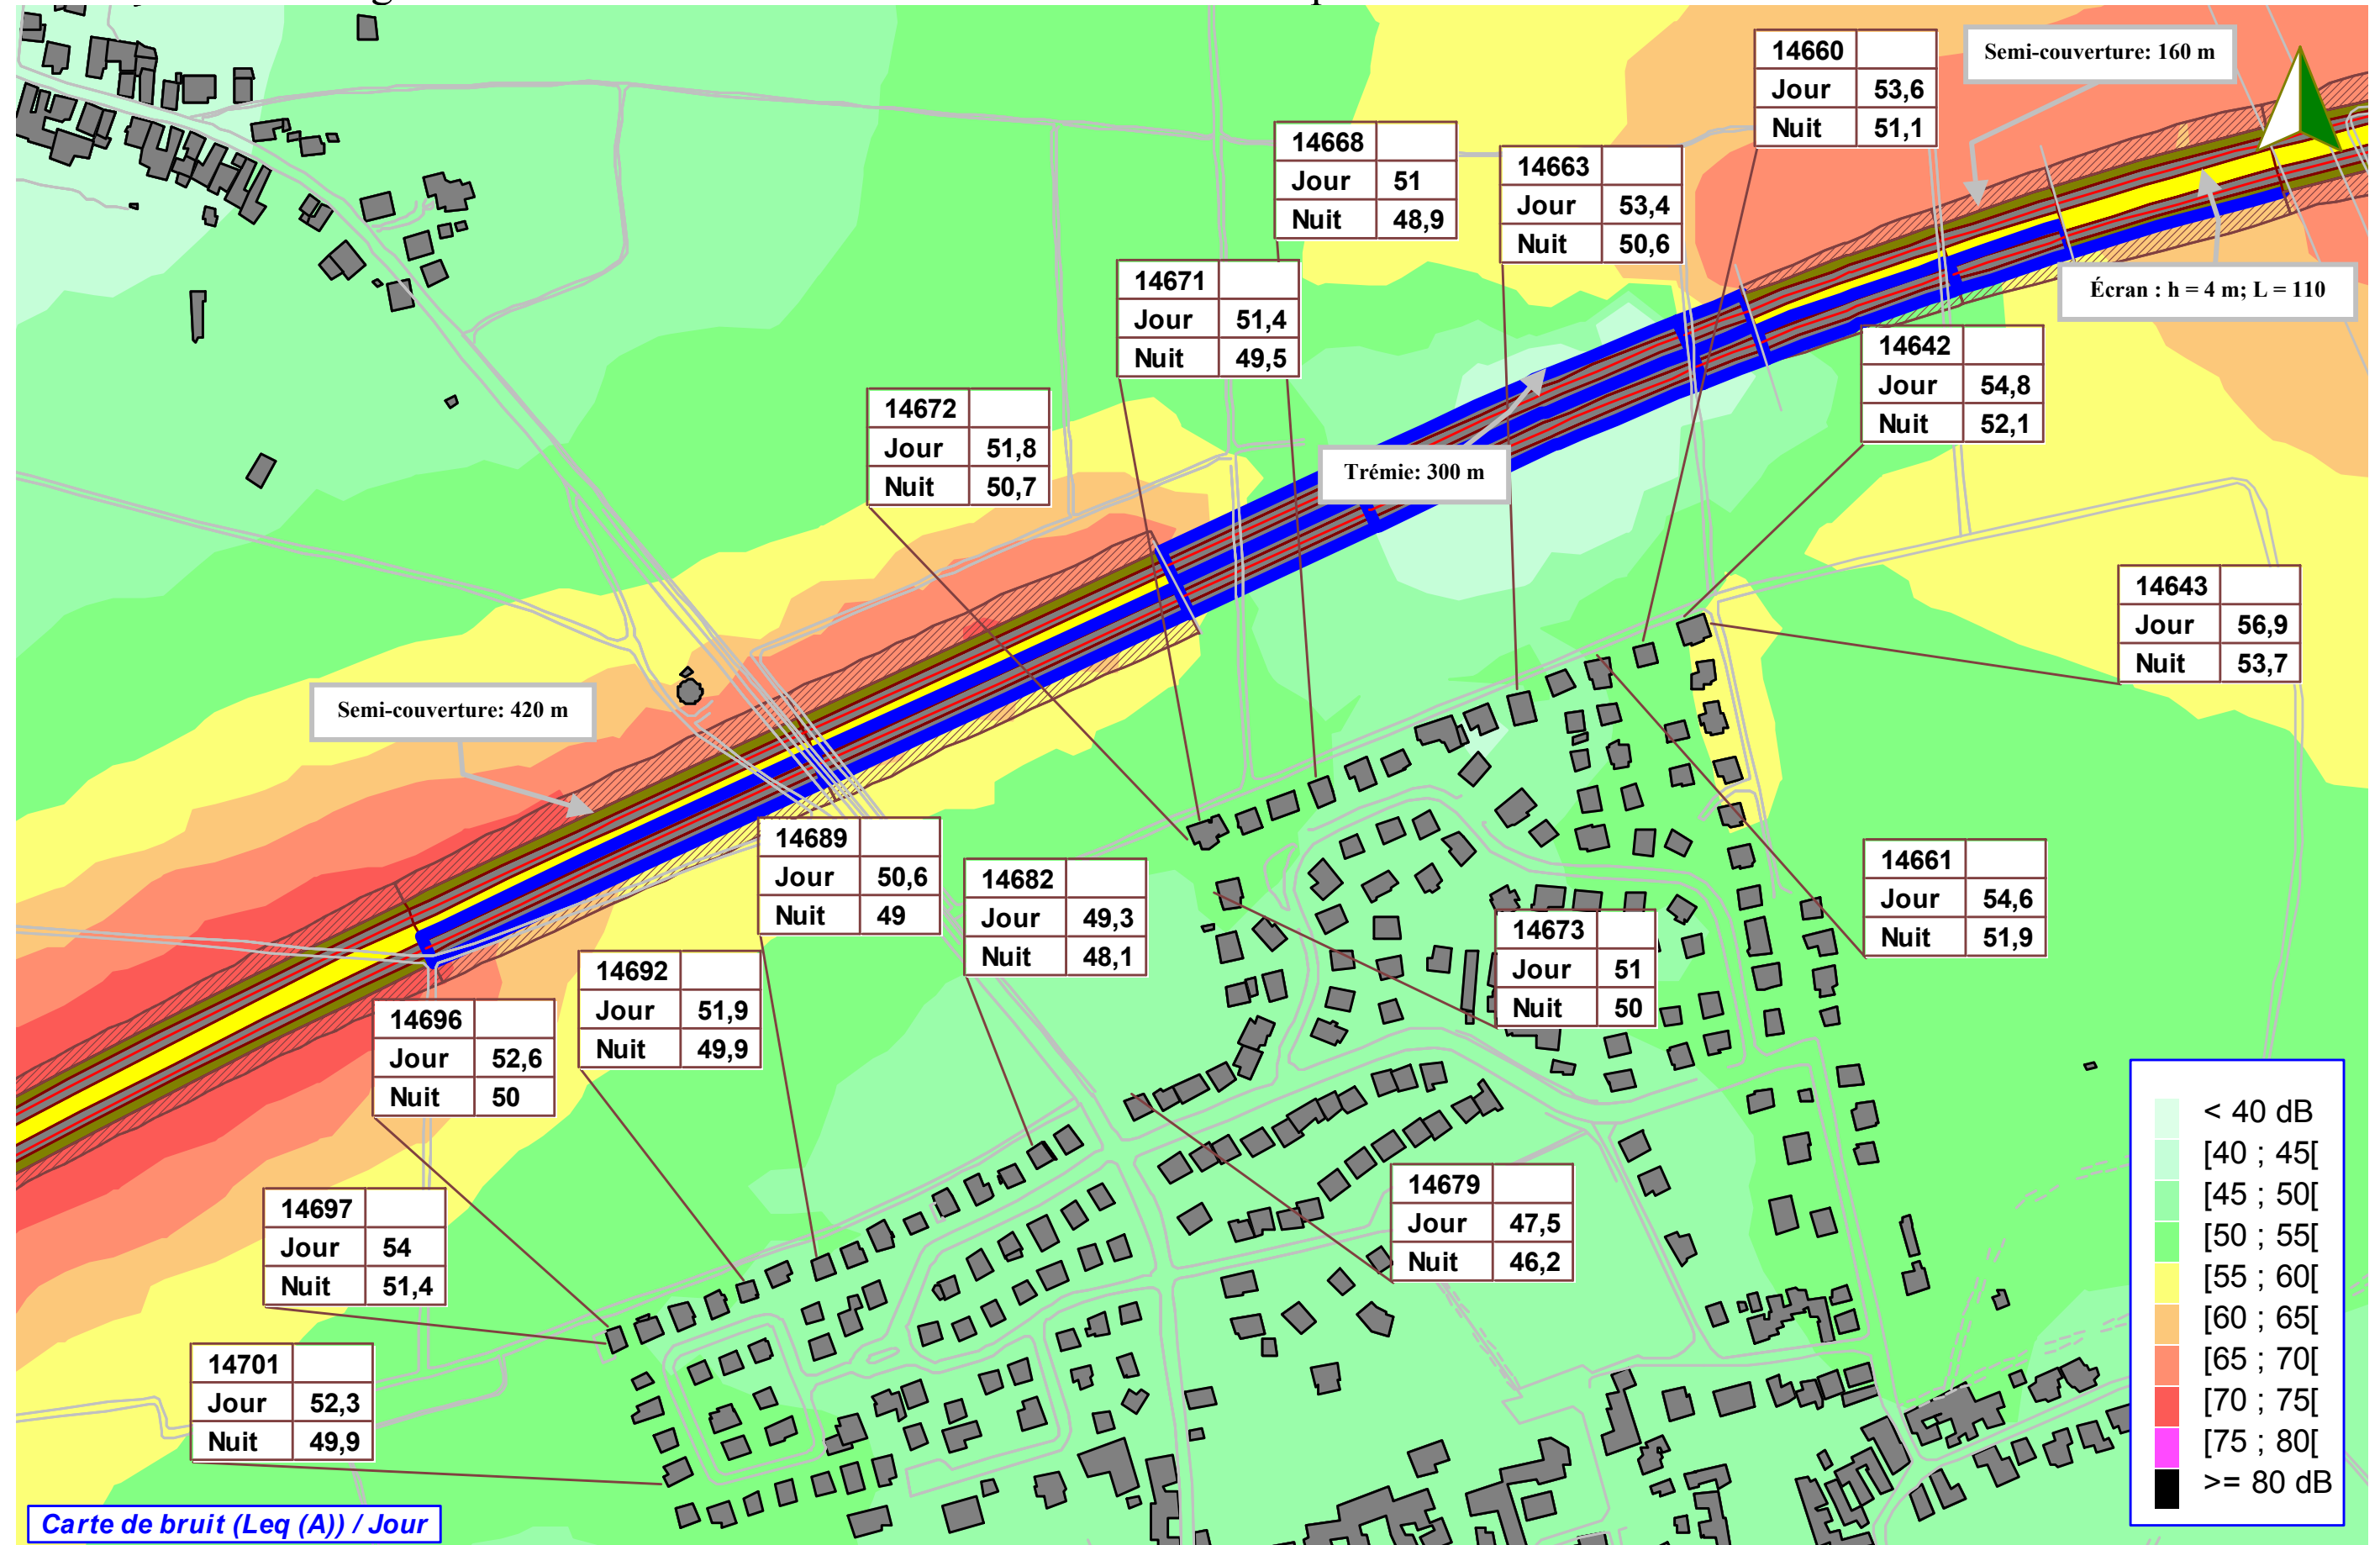 14660
Jour 53,6
Nuit 51,1
Semi-couverture: 160 m
14668
Jour 51
Nuit 48,9
14663
Jour 53,4
Nuit 50,6
14671
Jour 51,4
Nuit 49,5
Écran : h = 4 m; L = 110
14642
Jour 54,8
Nuit 52,1
14672
Jour 51,8
Nuit 50,7
Trémie: 300 m
14643
Jour 56,9
Nuit 53,7
Semi-couverture: 420 m
14689
Jour 50,6
Nuit 49
14682
Jour 49,3
Nuit 48,1
14661
Jour 54,6
Nuit 51,9
14673
Jour 51
Nuit 50
14692
Jour 51,9
Nuit 49,9
14696
Jour 52,6
Nuit 50
14679
Jour 47,5
Nuit 46,2
14697
Jour 54
Nuit 51,4
14701
Jour 52,3
Nuit 49,9
< 40 dB
[40 ; 45[
[45 ; 50[
[50 ; 55[
[55 ; 60[
[60 ; 65[
[65 ; 70[
[70 ; 75[
[75 ; 80[
>= 80 dB
Carte de bruit (Leq (A)) / Jour